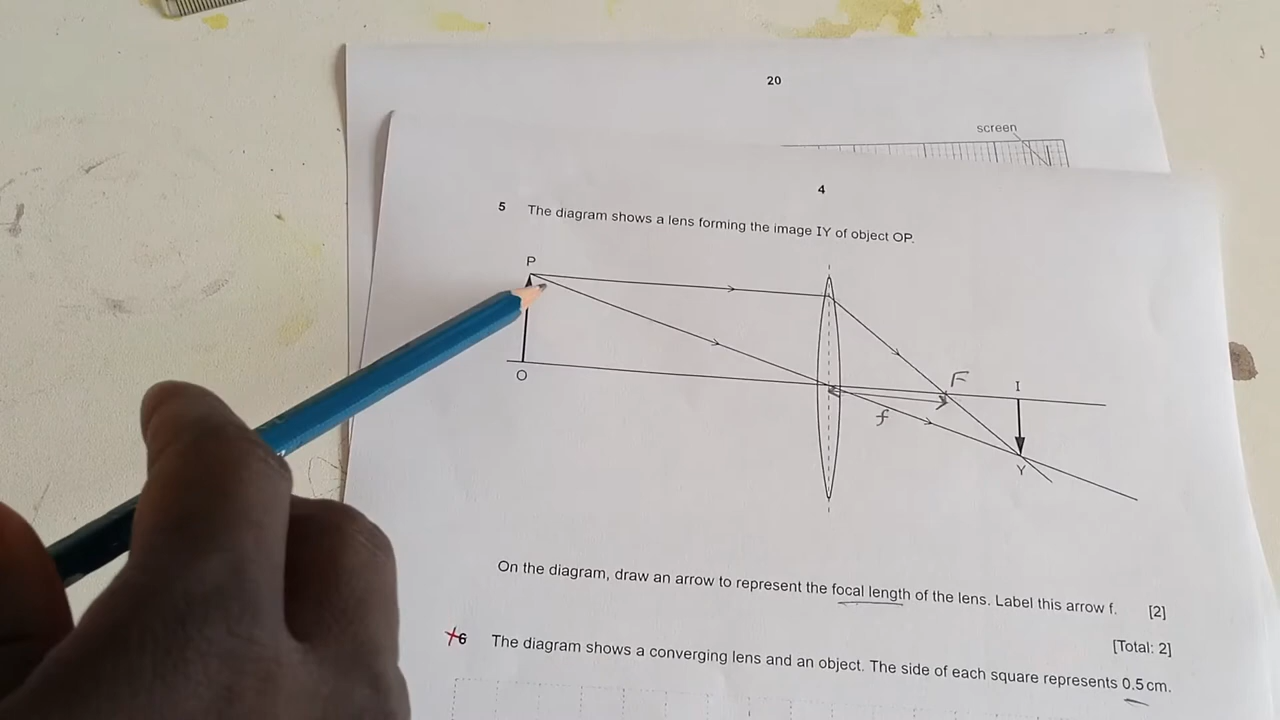 20
screen
4
5 The diagram shows a lens forming the image IY of object OP.
P
O
F
I
f
Y
On the diagram, draw an arrow to represent the focal length of the lens. Label this arrow f. [2]
[Total: 2]
6 The diagram shows a converging lens and an object. The side of each square represents 0.5 cm.